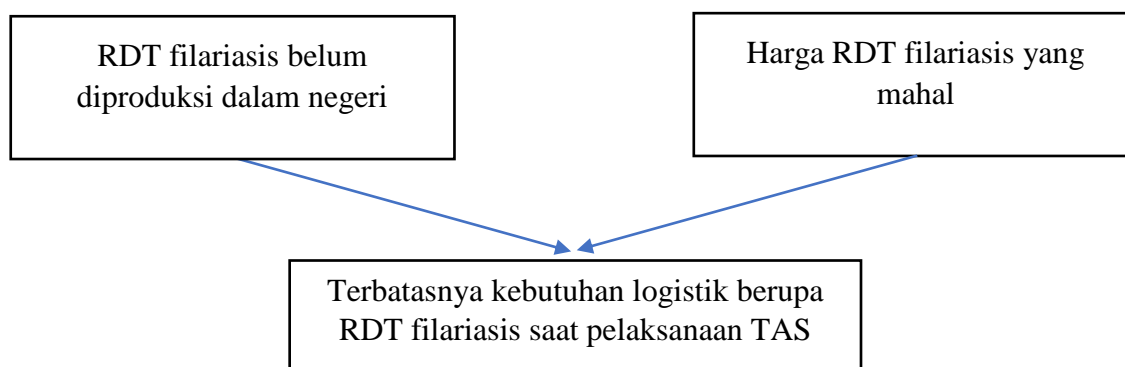 RDT filariasis belum
diproduksi dalam negeri
Harga RDT filariasis yang
mahal
Terbatasnya kebutuhan logistik berupa
RDT filariasis saat pelaksanaan TAS